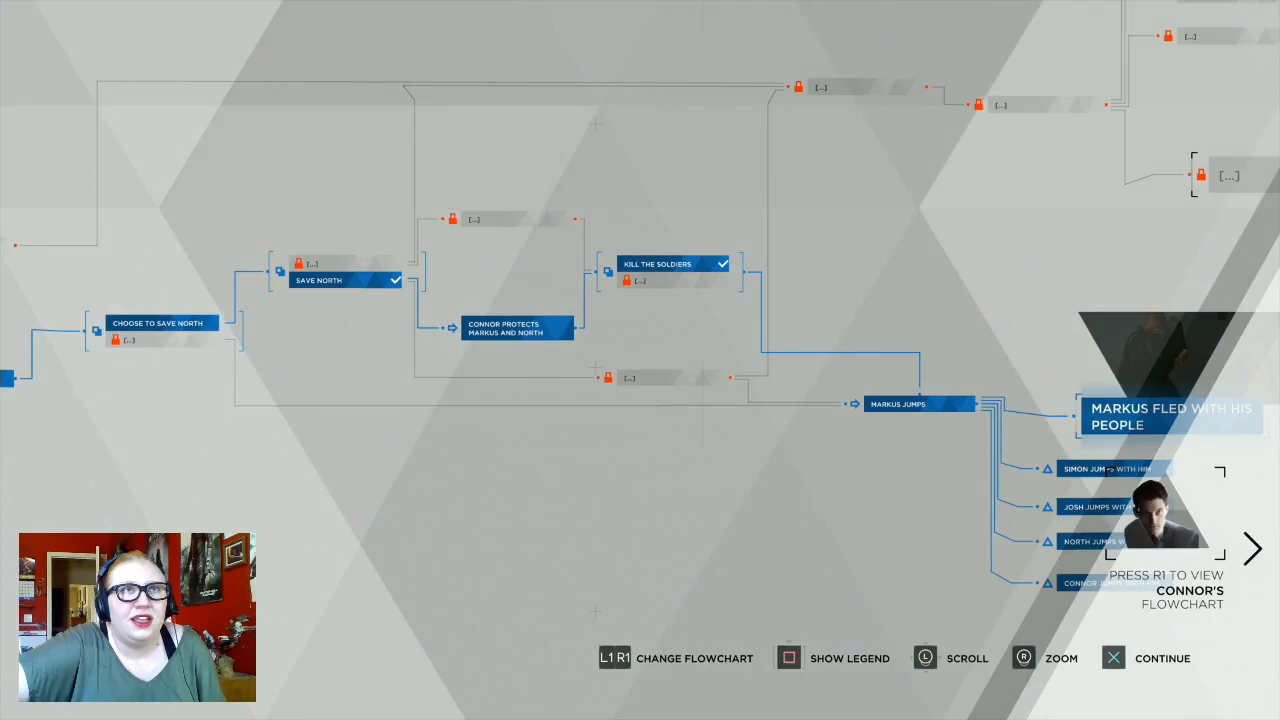 [...]
[...]
[...]
[...]
[...]
[...]
KILL THE SOLDIERS
[...]
SAVE NORTH
CHOOSE TO SAVE NORTH
[...]
CONNOR PROTECTS
MARKUS AND NORTH
[...]
MARKUS JUMPS
MARKUS FLED WITH HIS
PEOPLE
SIMON JUMPS WITH HIM
JOSH JUMPS WITH
NORTH JUMPS
CONNOR JUMPS
PRESS R1 TO VIEW
CONNOR'S
FLOWCHART
L1 R1 CHANGE FLOWCHART
SHOW LEGEND
L SCROLL
R ZOOM
CONTINUE